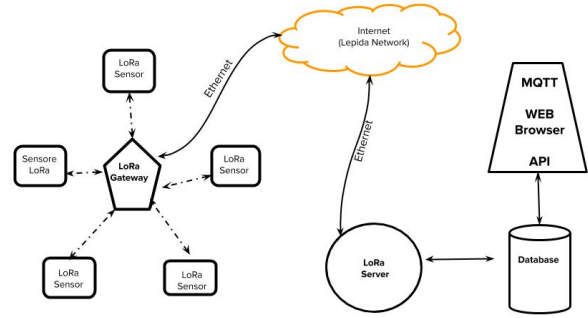 Internet
(Lepida Network)
LoRa
Sensor
Ethernet
MQTT
WEB
Browser
API
Ethernet
Sensore
LoRa
LoRa
Gateway
LoRa
Sensor
LoRa
Server
Database
LoRa
Sensor
LoRa
Sensor